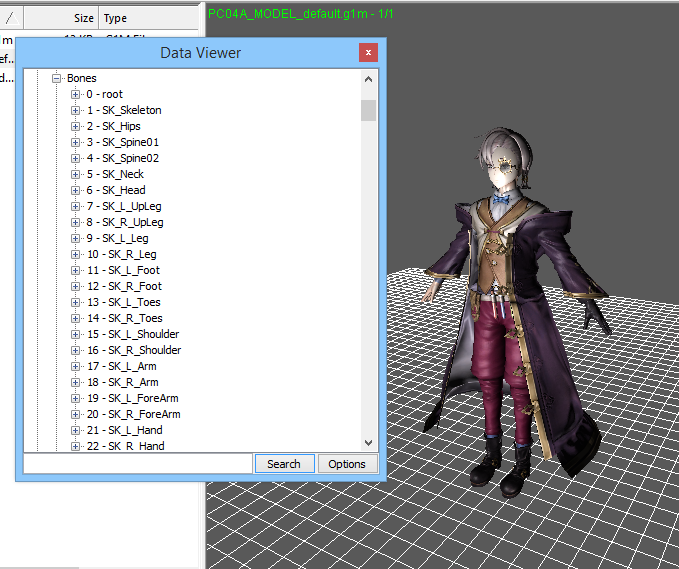 Size Type
PC04A_MODEL_default.g1m - 1/1
Data Viewer
x
Bones
0 - root
1 - SK_Skeleton
2 - SK_Hips
3 - SK_Spine01
4 - SK_Spine02
5 - SK_Neck
6 - SK_Head
7 - SK_L_UpLeg
8 - SK_R_UpLeg
9 - SK_L_Leg
10 - SK_R_Leg
11 - SK_L_Foot
12 - SK_R_Foot
13 - SK_L_Toes
14 - SK_R_Toes
15 - SK_L_Shoulder
16 - SK_R_Shoulder
17 - SK_L_Arm
18 - SK_R_Arm
19 - SK_L_ForeArm
20 - SK_R_ForeArm
21 - SK_L_Hand
22 - SK_R_Hand
Search Options